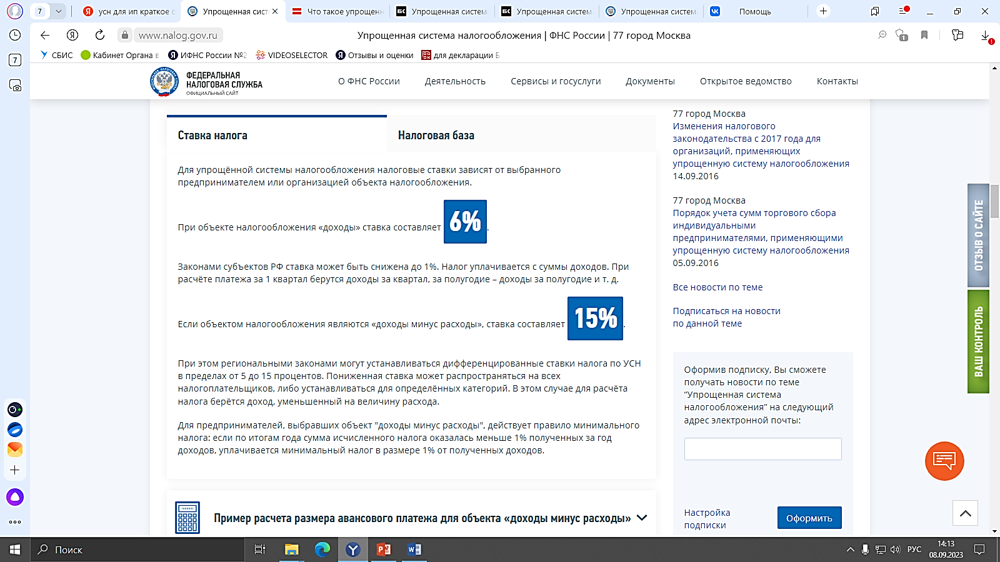 7
усн для ип краткое с
Упрощенная сист
Что такое упрощен
Упрощенная систем
Упрощенная систем
Упрощенная систем
Помощь
www.nalog.gov.ru
Упрощенная система налогообложения | ФНС России | 77 город Москва
1
7
СБИС
Кабинет Органа в
ИФНС России №2
VIDEOSELECTOR
Отзывы и оценки
для декларации Б
ФЕДЕРАЛЬНАЯ
НАЛОГОВАЯ СЛУЖБА
ОФИЦИАЛЬНЫЙ САЙТ
О ФНС России
Деятельность
Сервисы и госуслуги
Документы
Открытое ведомство
Контакты
Ставка налога
Налоговая база
Для упрощённой системы налогообложения налоговые ставки зависят от выбранного
предпринимателем или организацией объекта налогообложения.
При объекте налогообложения «доходы» ставка составляет 6%.
Законами субъектов РФ ставка может быть снижена до 1%. Налог уплачивается с суммы доходов. При
расчёте платежа за 1 квартал берутся доходы за квартал, за полугодие – доходы за полугодие и т. д.
Если объектом налогообложения являются «доходы минус расходы», ставка составляет 15%.
При этом региональными законами могут устанавливаться дифференцированные ставки налога по УСН
в пределах от 5 до 15 процентов. Пониженная ставка может распространяться на всех
налогоплательщиков, либо устанавливаться для определённых категорий. В этом случае для расчёта
налога берётся доход, уменьшенный на величину расхода.
Для предпринимателей, выбравших объект "доходы минус расходы", действует правило минимального
налога: если по итогам года сумма исчисленного налога оказалась меньше 1% полученных за год
доходов, уплачивается минимальный налог в размере 1% от полученных доходов.
Пример расчета размера авансового платежа для объекта «доходы минус расходы»
77 город Москва
Изменения налогового
законодательства с 2017 года для
организаций, применяющих
упрощенную систему налогообложения
14.09.2016
77 город Москва
Порядок учета сумм торгового сбора
индивидуальными
предпринимателями, применяющими
упрощенную систему налогообложения
05.09.2016
Все новости по теме
Подписаться на новости
по данной теме
Оформив подписку, Вы сможете
получать новости по теме
“Упрощенная система
налогообложения” на следующий
адрес электронной почты:
Настройка
подписки
Оформить
ОТЗЫВ О САЙТЕ
ВАШ КОНТРОЛЬ
Поиск
РУС
14:13
08.09.2023